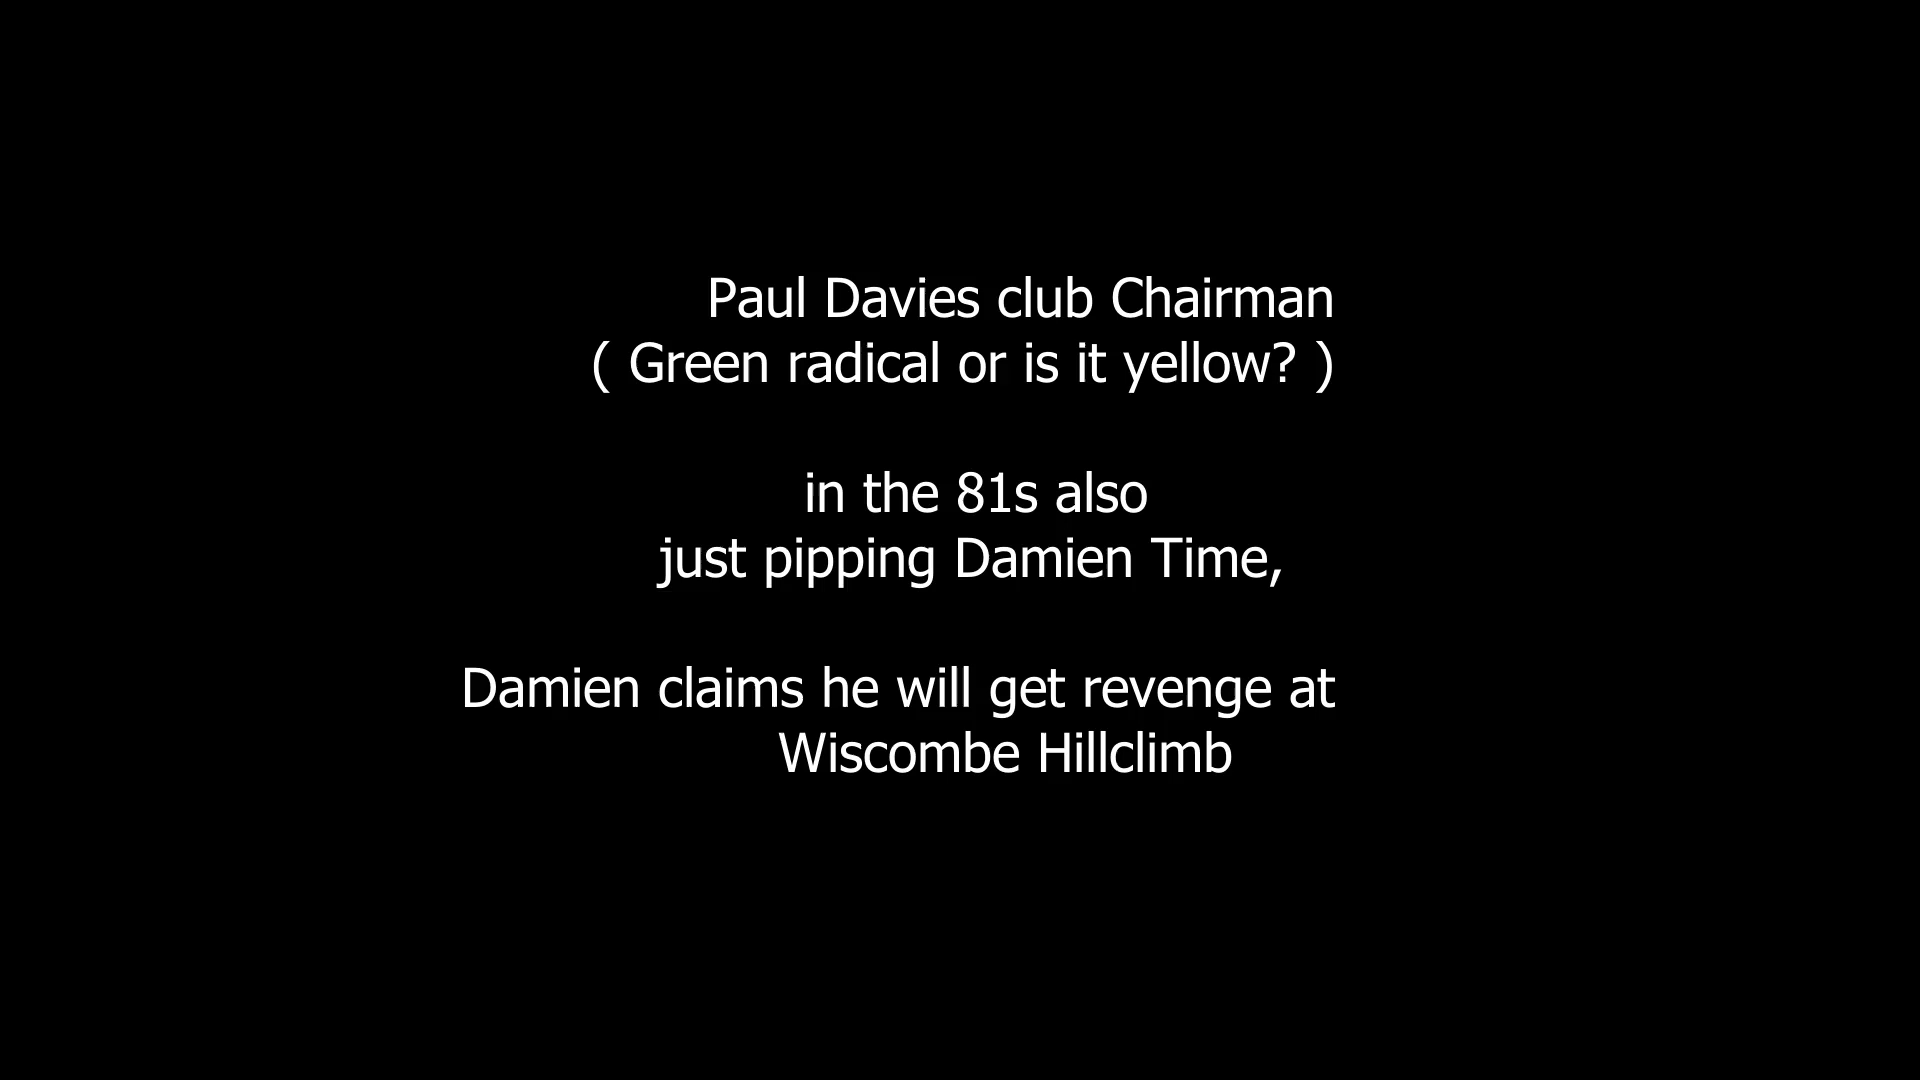 Paul Davies club Chairman
( Green radical or is it yellow? )
in the 81s also
just pipping Damien Time,
Damien claims he will get revenge at
Wiscombe Hillclimb